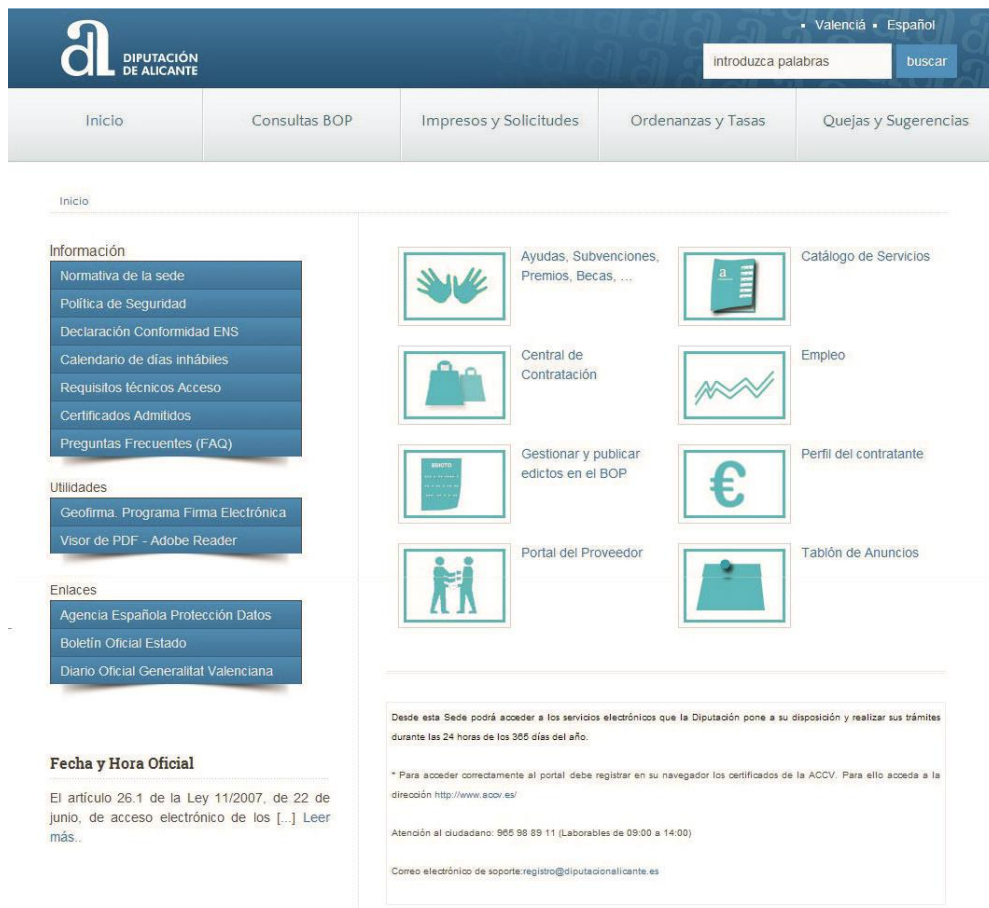 Valenciá Español
DIPUTACIÓN
DE ALICANTE
introduzca palabras buscar
Inicio Consultas BOP Impresos y Solicitudes Ordenanzas y Tasas Quejas y Sugerencias
Inicio
Información
Normativa de la sede
Política de Seguridad
Declaración Conformidad ENS
Calendario de días inhábiles
Requisitos técnicos Acceso
Certificados Admitidos
Preguntas Frecuentes (FAQ)
Utilidades
Geofirma. Programa Firma Electrónica
Visor de PDF - Adobe Reader
Enlaces
Agencia Española Protección Datos
Boletín Oficial Estado
Diario Oficial Generalitat Valenciana
Fecha y Hora Oficial
El artículo 26.1 de la Ley 11/2007, de 22 de
junio, de acceso electrónico de los [...] Leer
más..
Ayudas, Subvenciones,
Premios, Becas, ...
a
Catálogo de Servicios
Central de
Contratación
Empleo
EDICTO
Gestionar y publicar
edictos en el BOP
€
Perfil del contratante
Portal del Proveedor
Tablón de Anuncios
Desde esta Sede podrá acceder a los servicios electrónicos que la Diputación pone a su disposición y realizar sus trámites
durante las 24 horas de los 365 días del año.
* Para acceder correctamente al portal debe registrar en su navegador los certificados de la ACCV. Para ello acceda a la
dirección http://www.accv.es/
Atención al ciudadano: 965 98 89 11 (Laborables de 09:00 a 14:00)
Correo electrónico de soporte:registro@diputacionalicante.es